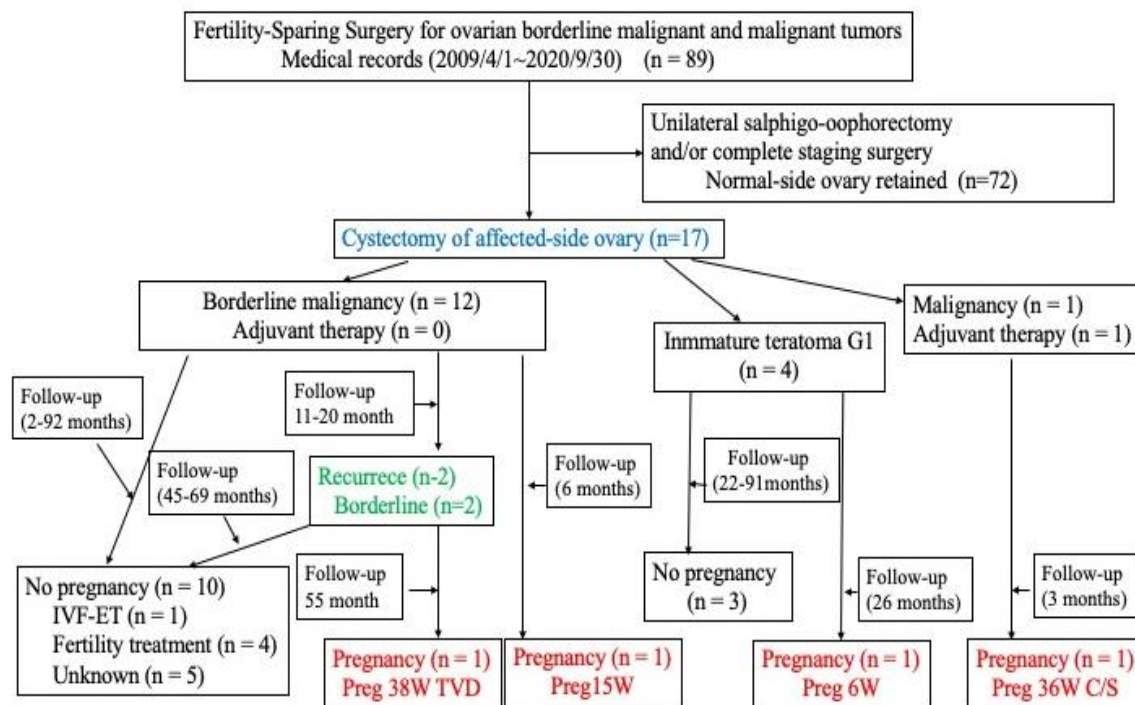 Fertility-Sparing Surgery for ovarian borderline malignant and malignant tumors
Medical records (2009/4/1~2020/9/30) (n = 89)
Unilateral salphigo-oophorectomy
and/or complete staging surgery
Normal-side ovary retained (n=72)
Cystectomy of affected-side ovary (n=17)
Borderline malignancy (n = 12)
Adjuvant therapy (n = 0)
Inmmature teratoma G1
(n = 4)
Malignancy (n = 1)
Adjuvant therapy (n = 1)
Follow-up
(2-92 months)
Follow-up
11-20 month
Follow-up
(45-69 months)
Recurrece (n-2)
Borderline (n=2)
Follow-up
(6 months)
Follow-up
(22-91months)
No pregnancy (n = 10)
IVF-ET (n = 1)
Fertility treatment (n = 4)
Unknown (n = 5)
Follow-up
55 month
No pregnancy
(n = 3)
Follow-up
(26 months)
Follow-up
(3 months)
Pregnancy (n = 1)
Preg 38W TVD
Pregnancy (n = 1)
Preg15W
Pregnancy (n = 1)
Preg 6W
Pregnancy (n = 1)
Preg 36W C/S